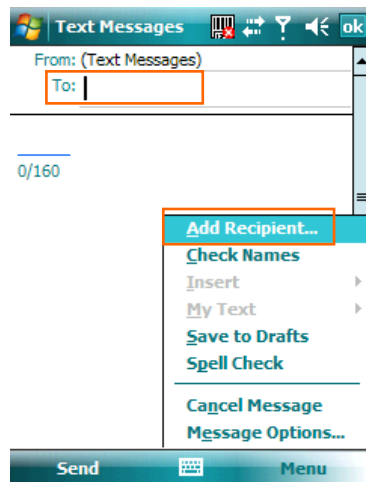 Text Messages ok
From: (Text Messages)
To:
0/160
Add Recipient...
Check Names
Insert
My Text
Save to Drafts
Spell Check
Cancel Message
Message Options...
Send Menu